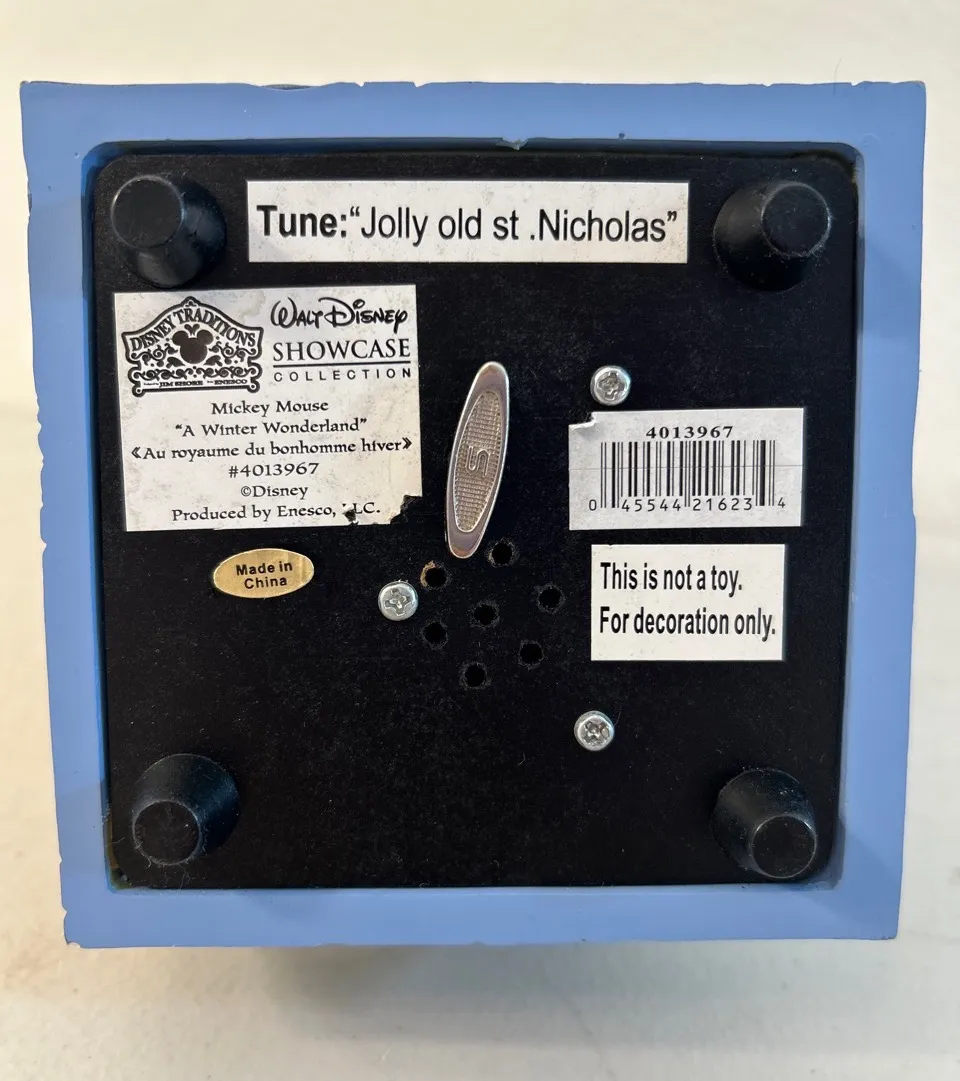 Tune:“Jolly old st .Nicholas”
DISNEY TRADITIONS
JIM SHORE
ENESCO
WALT DISNEY
SHOWCASE
COLLECTION
Mickey Mouse
“A Winter Wonderland”
《Au royaume du bonhomme hiver》
#4013967
©Disney
Produced by Enesco, LLC.
S
4013967
0 45544 21623 4
Made in
China
This is not a toy.
For decoration only.